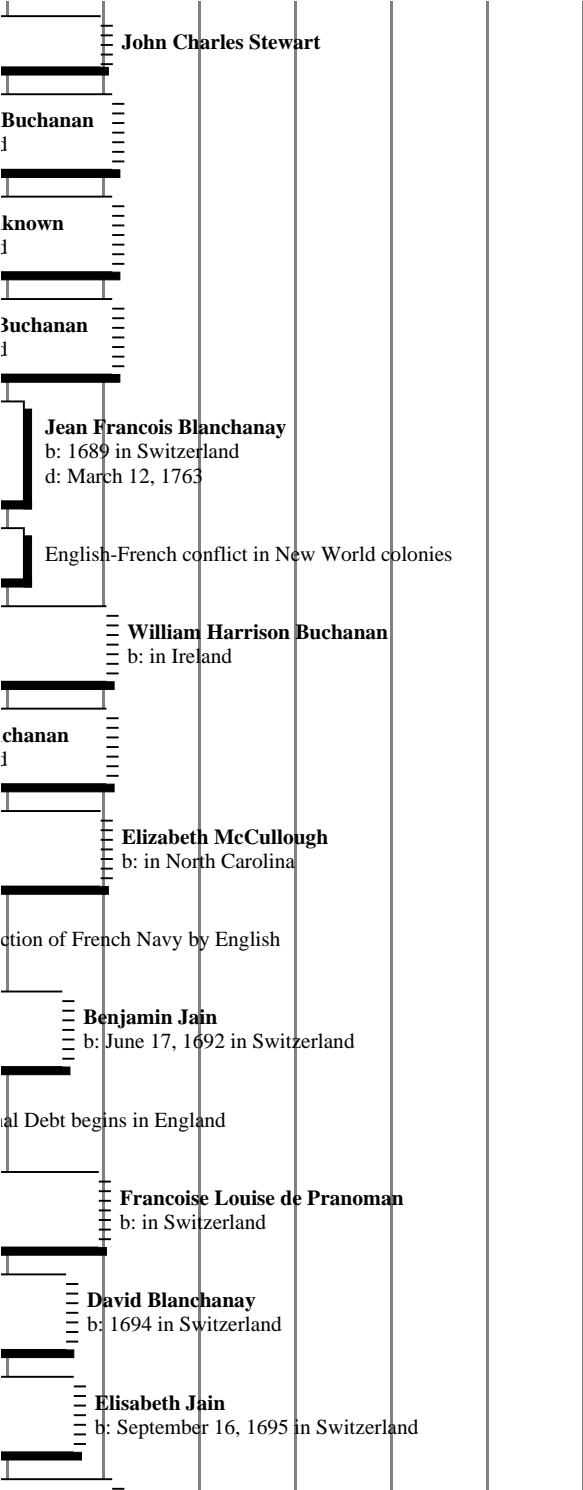 John Charles Stewart
Buchanan
d
known
d
Buchanan
d
Jean Francois Blanchanay
b: 1689 in Switzerland
d: March 12, 1763
English-French conflict in New World colonies
William Harrison Buchanan
b: in Ireland
chanan
d
Elizabeth McCullough
b: in North Carolina
ction of French Navy by English
Benjamin Jain
b: June 17, 1692 in Switzerland
al Debt begins in England
Francoise Louise de Pranoman
b: in Switzerland
David Blanchanay
b: 1694 in Switzerland
Elisabeth Jain
b: September 16, 1695 in Switzerland